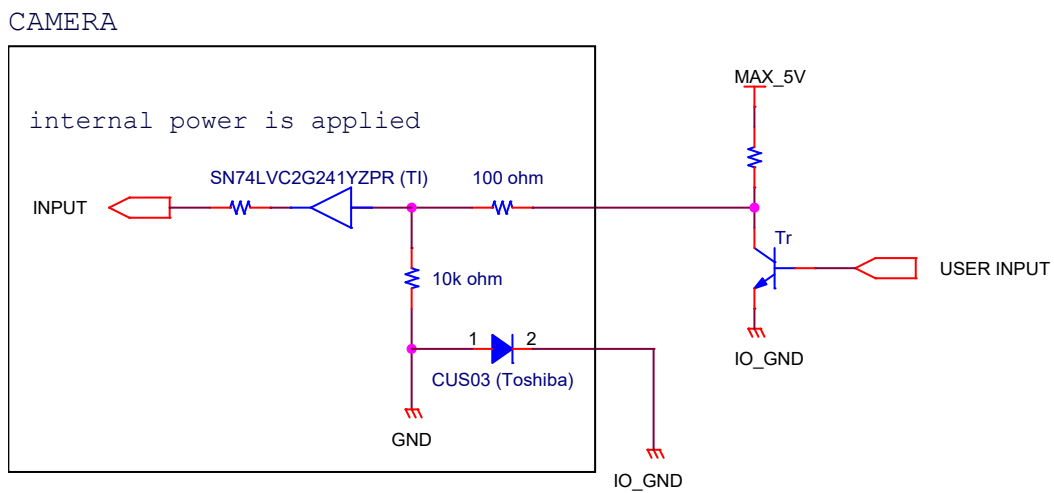 CAMERA
MAX_5V
internal power is applied
SN74LVC2G241YZPR (TI)
100 ohm
INPUT
Tr
USER INPUT
10k ohm
1
2
IO_GND
CUS03 (Toshiba)
GND
IO_GND